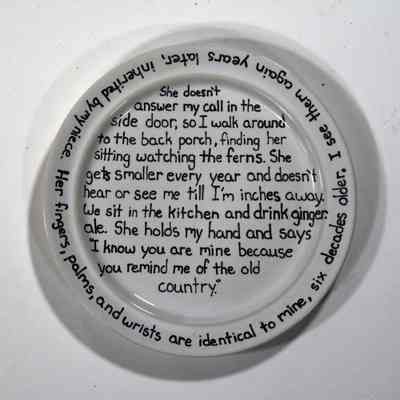 She doesn't
answer my call in the
side door, so I walk around
to the back porch, finding her
sitting watching the ferns. She
gets smaller every year and doesn't
hear or see me till I'm inches away.
We sit in the kitchen and drink ginger
ale. She holds my hand and says
"I know you are mine because
you remind me of the old
country."
Her fingers, palms, and wrists are identical to mine, six decades older. I see them again years later, inherited by my niece.